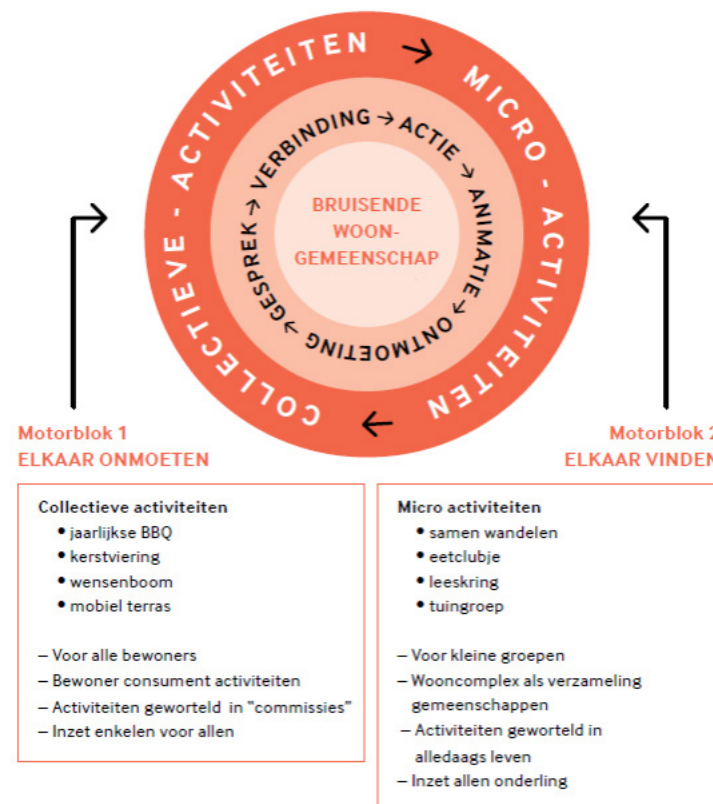 COLLECTIEVE - ACTIVITEITEN →
MICRO - ACTIVITEITEN →
VERBINDING → ACTIE → ANIMATIE → ONTMOETING → GESPREK →
BRUISENDE
WOON-
GEMEENSCHAP
Motorblok 1
ELKAAR ONMOETEN
Collectieve activiteiten
• jaarlijkse BBQ
• kerstviering
• wensenboom
• mobiel terras
– Voor alle bewoners
– Bewoner consument activiteiten
– Activiteiten geworteld in "commissies"
– Inzet enkelen voor allen
Motorblok 2
ELKAAR VINDEN
Micro activiteiten
• samen wandelen
• eetclubje
• leeskring
• tuingroep
– Voor kleine groepen
– Wooncomplex als verzameling
gemeenschappen
– Activiteiten geworteld in
alledaags leven
– Inzet allen onderling